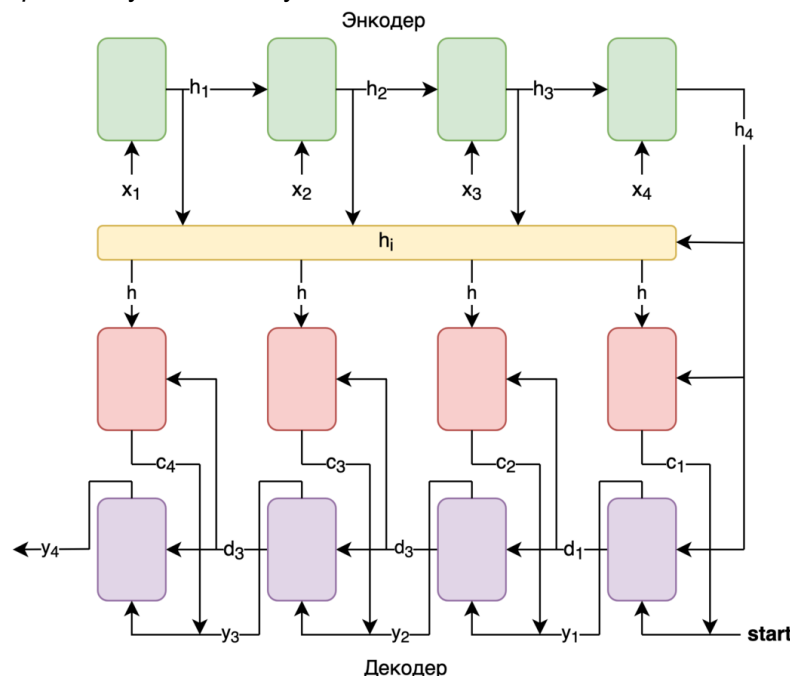 Энкодер
h1 h2 h3
h4
x1 x2 x3 x4
hi
h h h h
c4 c3 c2 c1
y4 d3 d3 d1
y3 y2 y1 start
Декодер